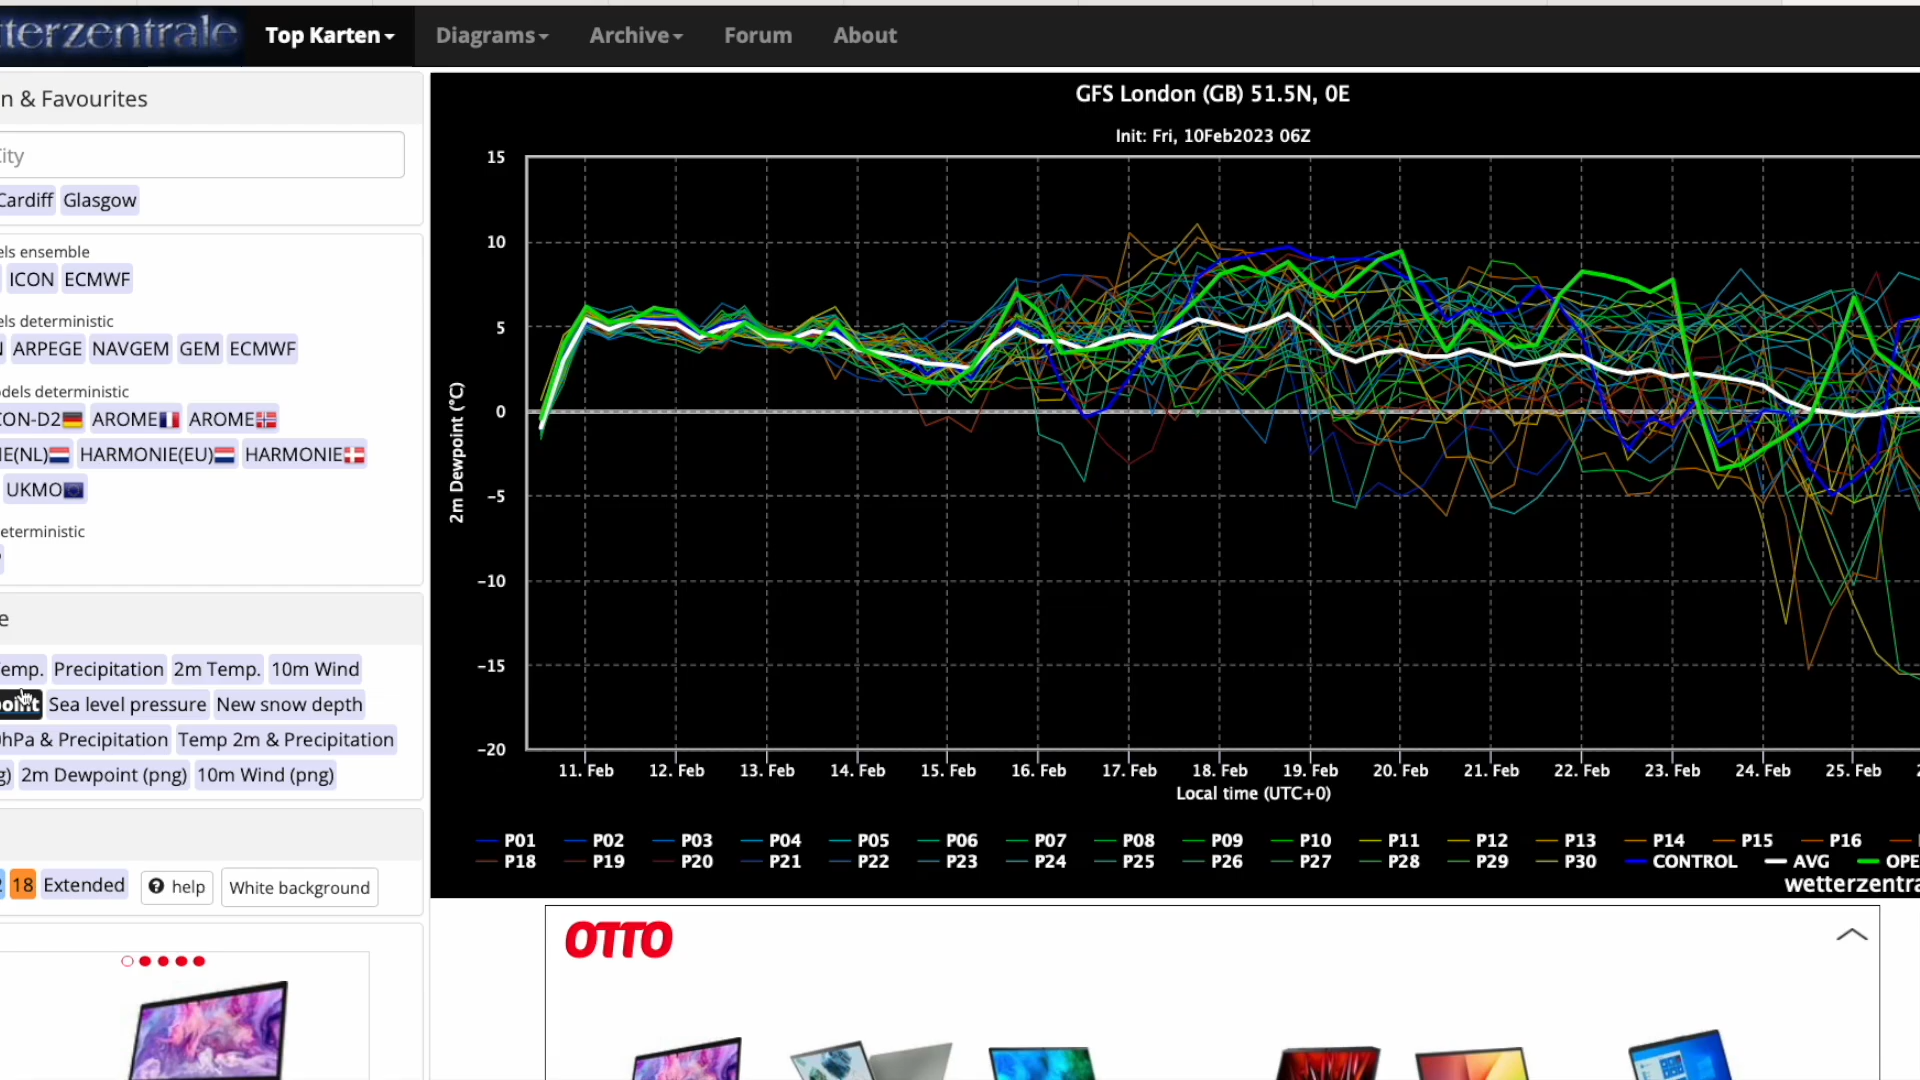 tterzentrale
Top Karten
Diagrams
Archive
Forum
About
n & Favourites
City
Cardiff Glasgow
els ensemble
ICON ECMWF
els deterministic
ARPEGE NAVGEM GEM ECMWF
odels deterministic
CON-D2 AROME AROME
IE(NL) HARMONIE(EU) HARMONIE
UKMO
eterministic
e
emp. Precipitation 2m Temp. 10m Wind
point Sea level pressure New snow depth
hPa & Precipitation Temp 2m & Precipitation
g) 2m Dewpoint (png) 10m Wind (png)
18 Extended help White background
GFS London (GB) 51.5N, 0E
Init: Fri, 10Feb2023 06Z
2m Dewpoint (°C)
15
10
5
0
-5
-10
-15
-20
11. Feb 12. Feb 13. Feb 14. Feb 15. Feb 16. Feb 17. Feb 18. Feb 19. Feb 20. Feb 21. Feb 22. Feb 23. Feb 24. Feb 25. Feb 2
Local time (UTC+0)
P01 P02 P03 P04 P05 P06 P07 P08 P09 P10 P11 P12 P13 P14 P15 P16
P18 P19 P20 P21 P22 P23 P24 P25 P26 P27 P28 P29 P30 CONTROL AVG OPE
wetterzentra
OTTO